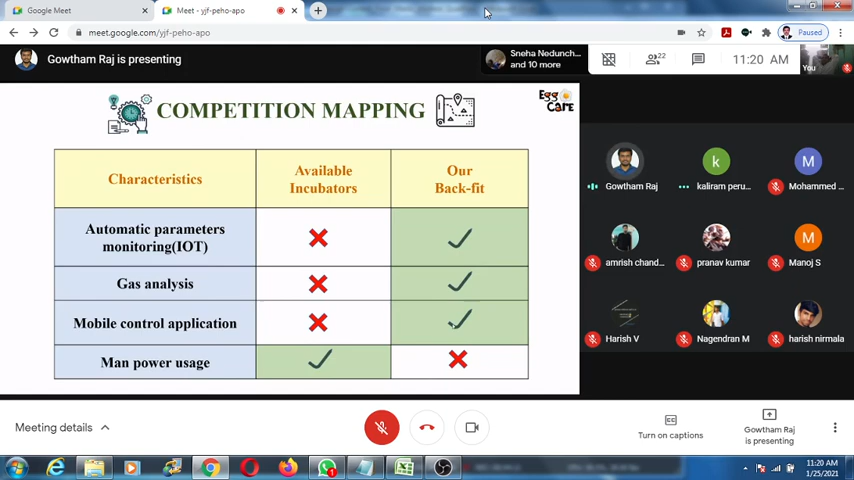 Google Meet
Meet - yjf-peho-apo
meet.google.com/yjf-peho-apo
Paused
Gowtham Raj is presenting
Sneha Nedunch...
and 10 more
22
11:20 AM
You
COMPETITION MAPPING
Egg
CaRe
Characteristics
Available
Incubators
Our
Back-fit
Automatic parameters
monitoring(IOT)
Gas analysis
Mobile control application
Man power usage
Gowtham Raj
k
kaliram peru...
M
Mohammed ...
amrish chand...
pranav kumar
M
Manoj S
Harish V
Nagendran M
harish nirmala
Meeting details
Turn on captions
Gowtham Raj
is presenting
11:20 AM
1/25/2021